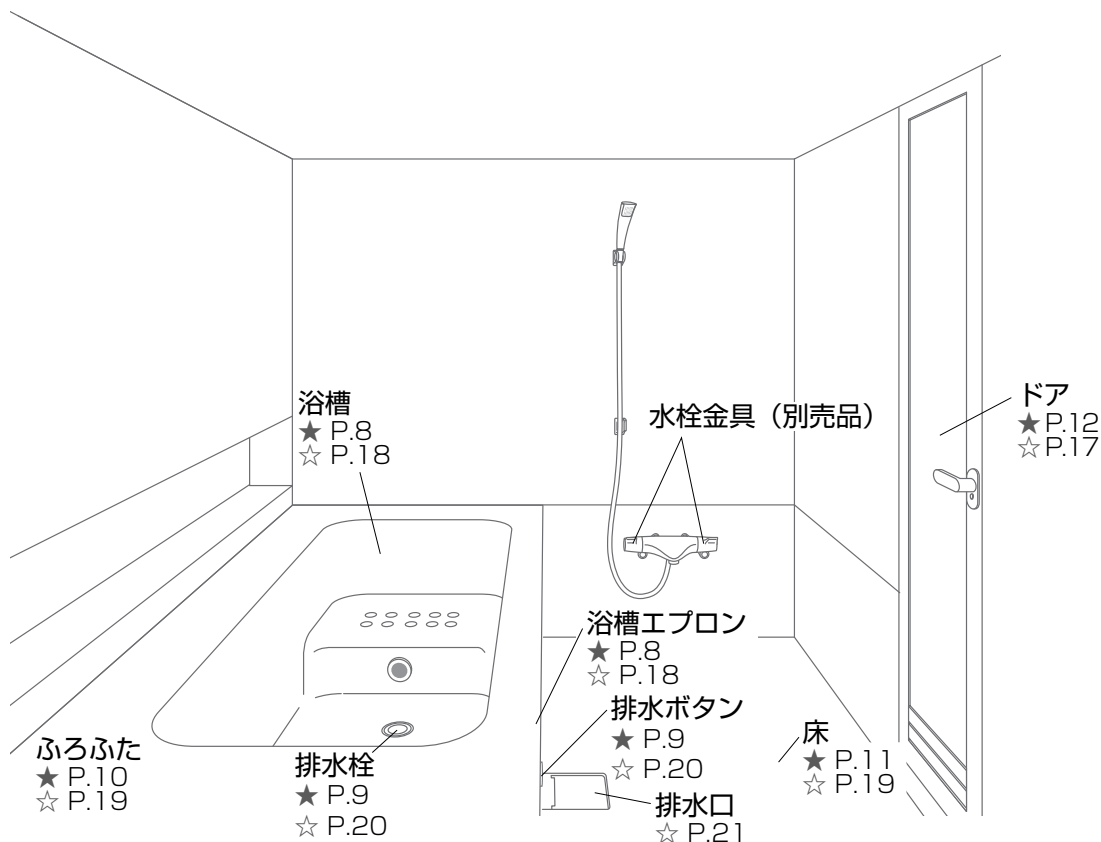 浴槽
★ P.8
☆ P.18
水栓金具（別売品）
ドア
★ P.12
☆ P.17
浴槽エプロン
★ P.8
☆ P.18
排水ボタン
★ P.9
☆ P.20
床
★ P.11
☆ P.19
ふろふた
★ P.10
☆ P.19
排水栓
★ P.9
☆ P.20
排水口
☆ P.21